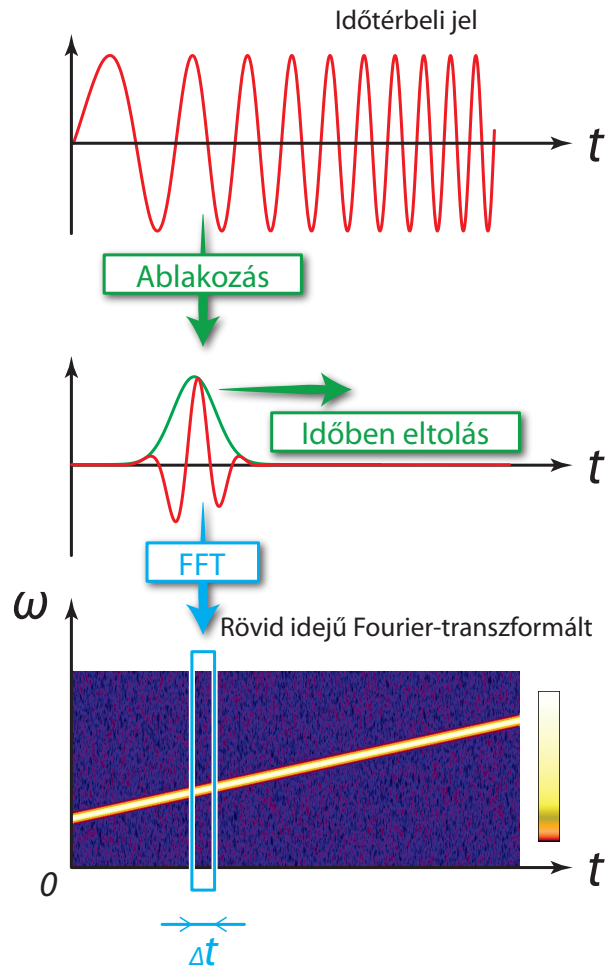 Időtérbeli jel
t
Ablakozás
Időben eltolás
t
FFT
ω
Rövid idejű Fourier-transzformált
0
t
Δt